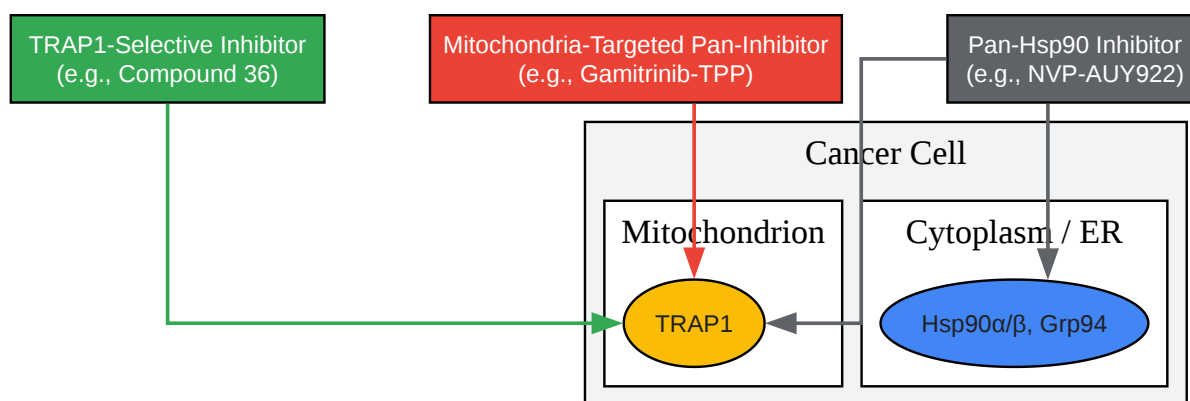 TRAP1-Selective Inhibitor
(e.g., Compound 36)
Mitochondria-Targeted Pan-Inhibitor
(e.g., Gamitrinib-TPP)
Pan-Hsp90 Inhibitor
(e.g., NVP-AUY922)
Cancer Cell
Mitochondrion
Cytoplasm / ER
TRAP1
Hsp90α/β, Grp94